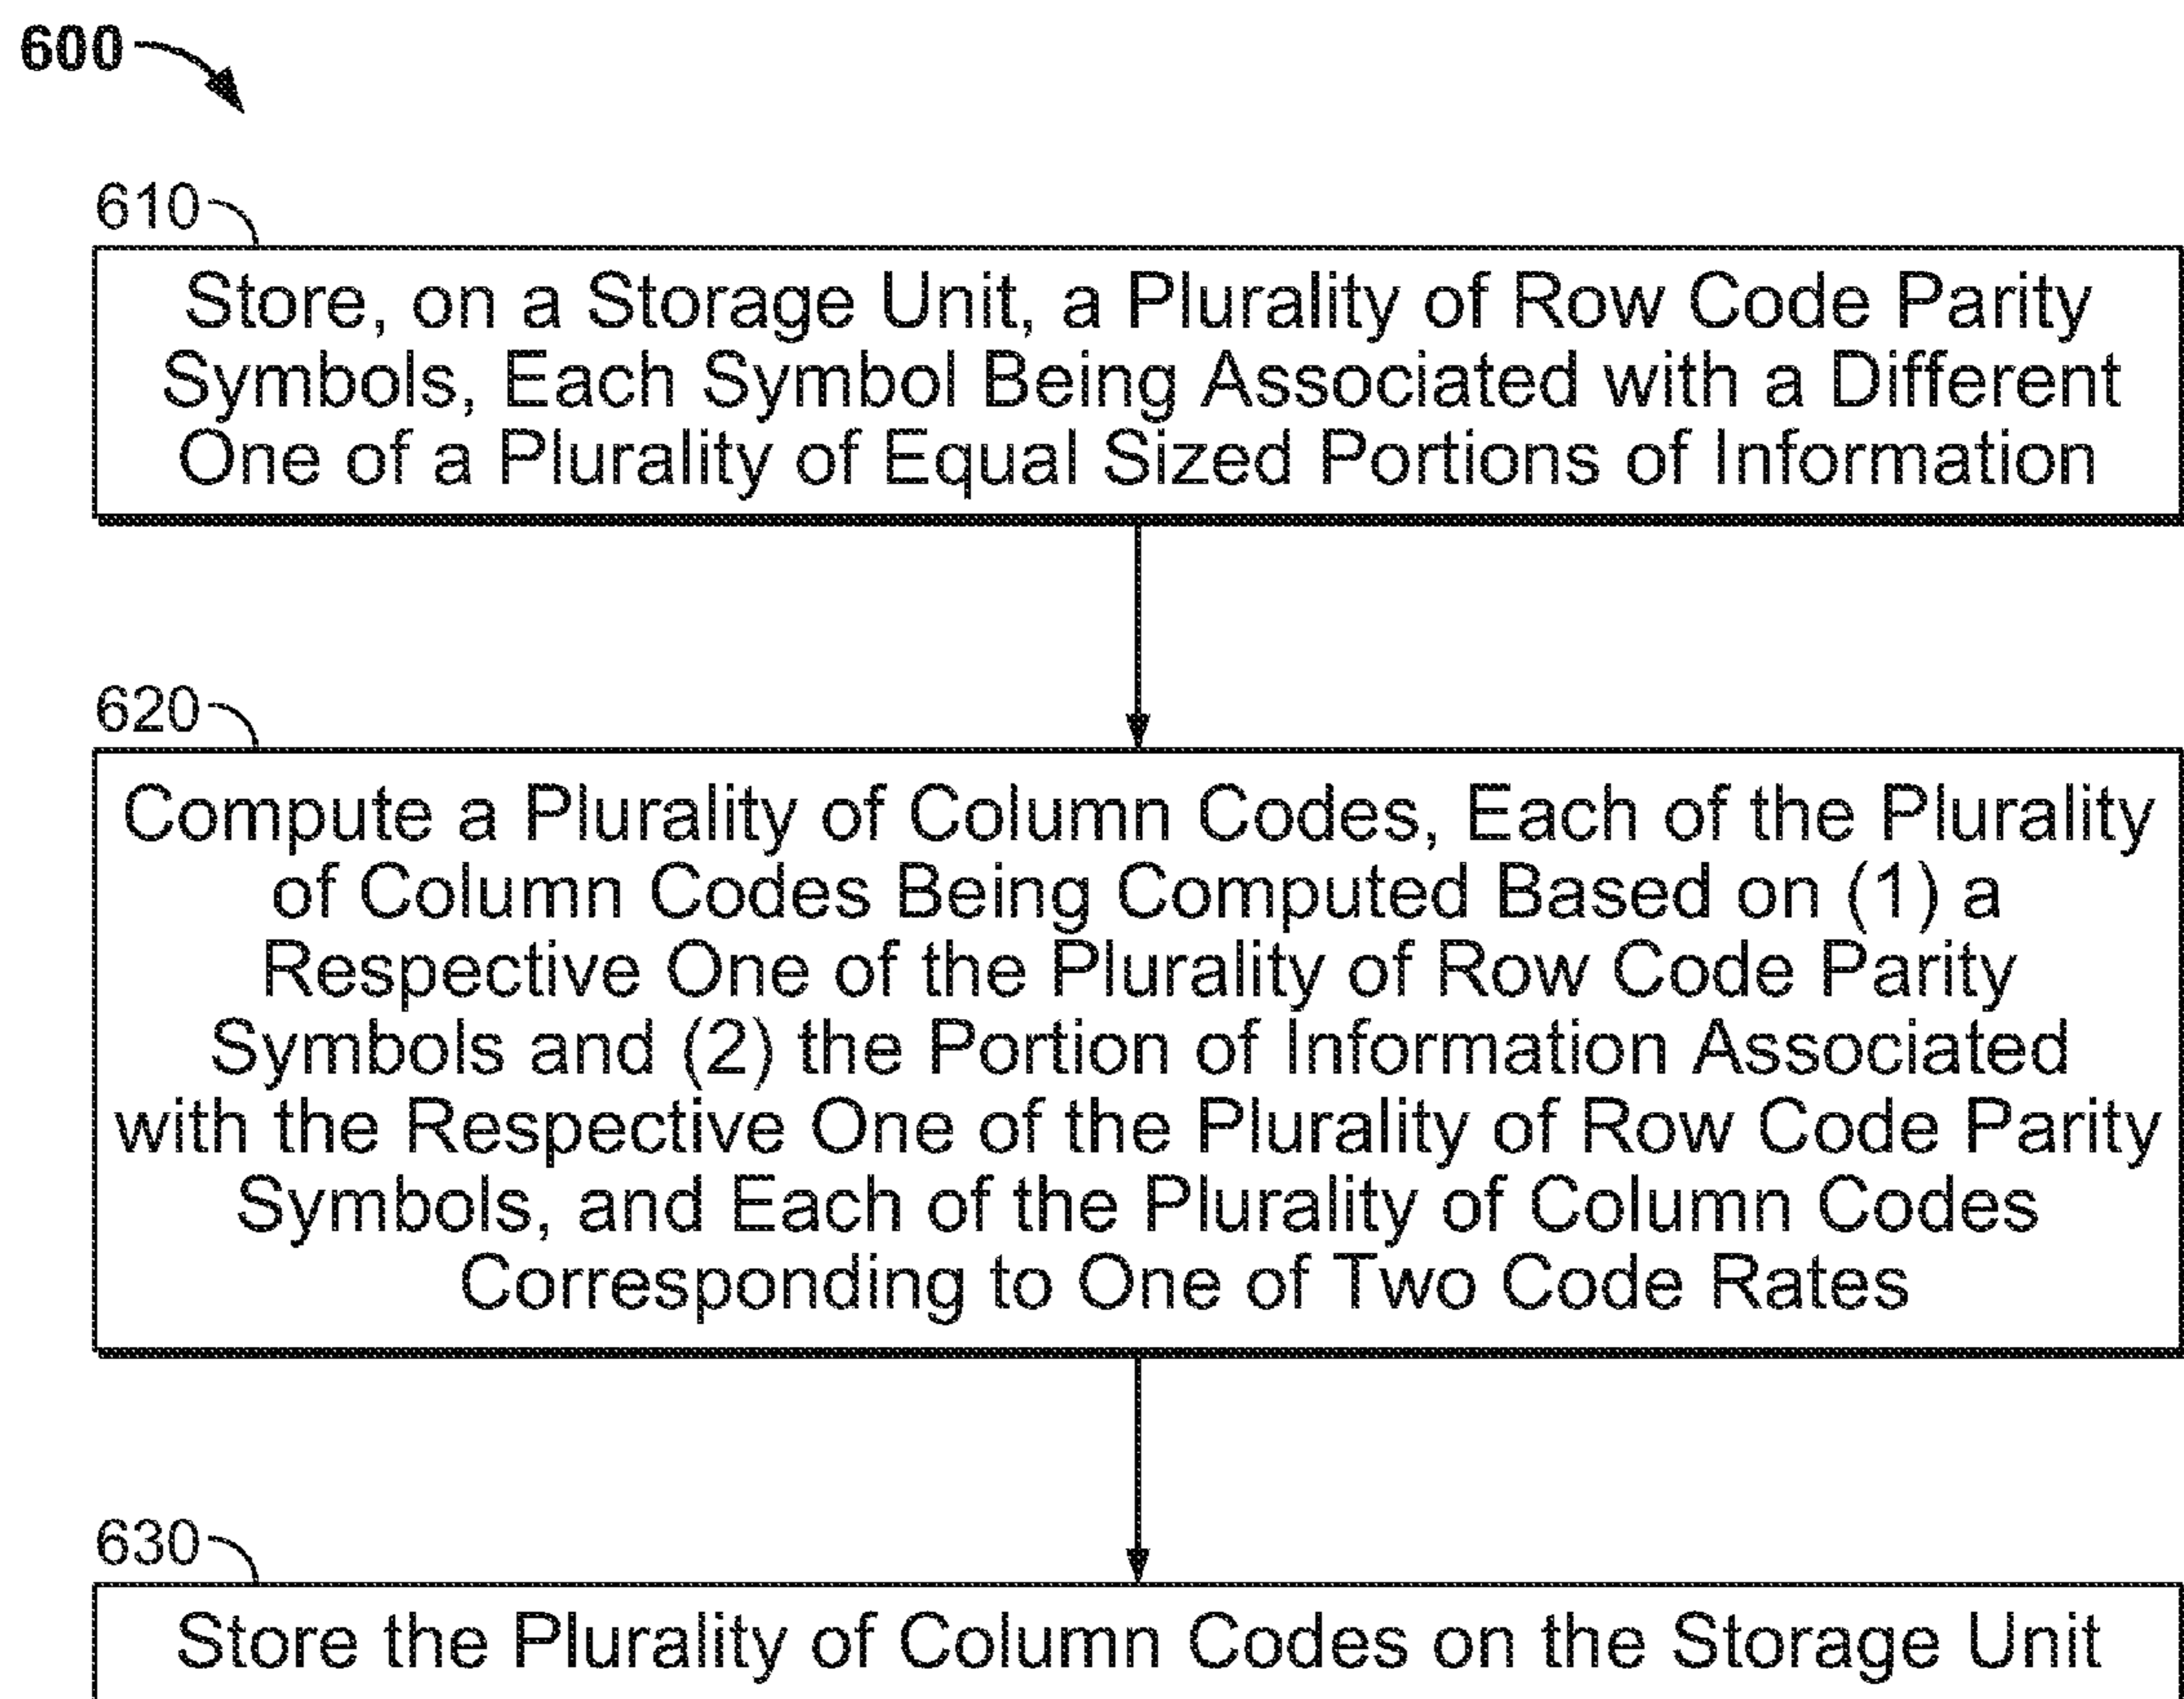 600
610
Store, on a Storage Unit, a Plurality of Row Code Parity
Symbols, Each Symbol Being Associated with a Different
One of a Plurality of Equal Sized Portions of Information
620
Compute a Plurality of Column Codes, Each of the Plurality
of Column Codes Being Computed Based on (1) a
Respective One of the Plurality of Row Code Parity
Symbols and (2) the Portion of Information Associated
with the Respective One of the Plurality of Row Code Parity
Symbols, and Each of the Plurality of Column Codes
Corresponding to One of Two Code Rates
630
Store the Plurality of Column Codes on the Storage Unit